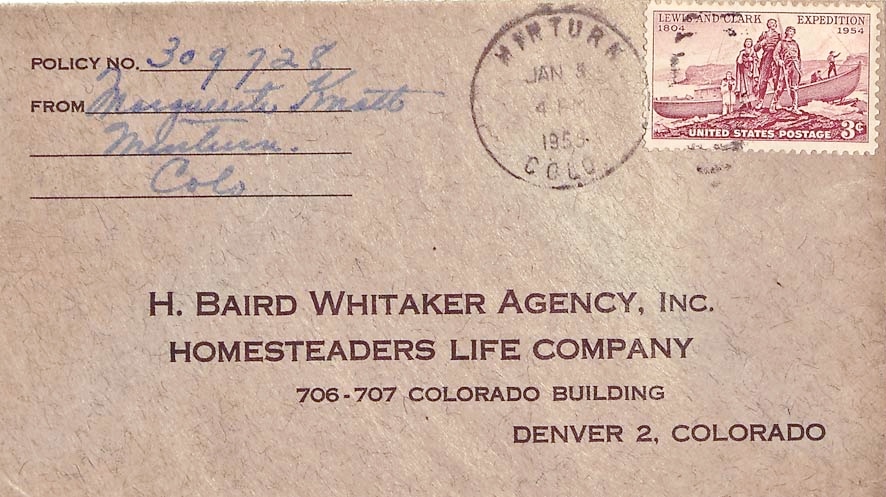 POLICY NO. 309728
FROM Marguerite Knott
Minturn.
Colo.
MINTURN
JAN
4 PM
195
COLO.
LEWIS AND CLARK EXPEDITION
1804 1954
UNITED STATES POSTAGE 3¢
H. BAIRD WHITAKER AGENCY, INC.
HOMESTEADERS LIFE COMPANY
706-707 COLORADO BUILDING
DENVER 2, COLORADO